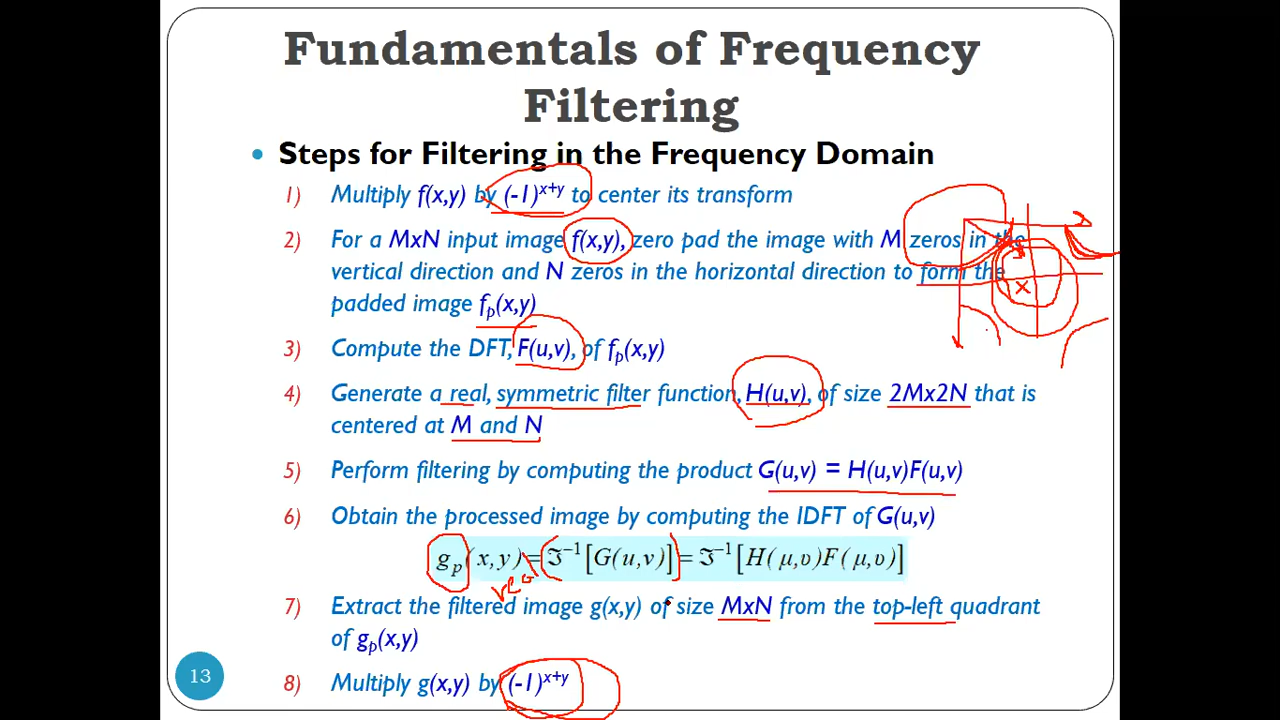 Fundamentals of Frequency
Filtering
• Steps for Filtering in the Frequency Domain
1) Multiply f(x,y) by (-1)^{x+y} to center its transform
2) For a MxN input image f(x,y), zero pad the image with M zeros in the
vertical direction and N zeros in the horizontal direction to form the
padded image f_p(x,y)
3) Compute the DFT, F(u,v), of f_p(x,y)
4) Generate a real, symmetric filter function, H(u,v), of size 2Mx2N that is
centered at M and N
5) Perform filtering by computing the product G(u,v) = H(u,v)F(u,v)
6) Obtain the processed image by computing the IDFT of G(u,v)
g_p(x,y) = ℑ^{-1}[G(u,v)] = ℑ^{-1}[H(μ,υ)F(μ,υ)]
7) Extract the filtered image g(x,y) of size MxN from the top-left quadrant
of g_p(x,y)
13
8) Multiply g(x,y) by (-1)^{x+y}